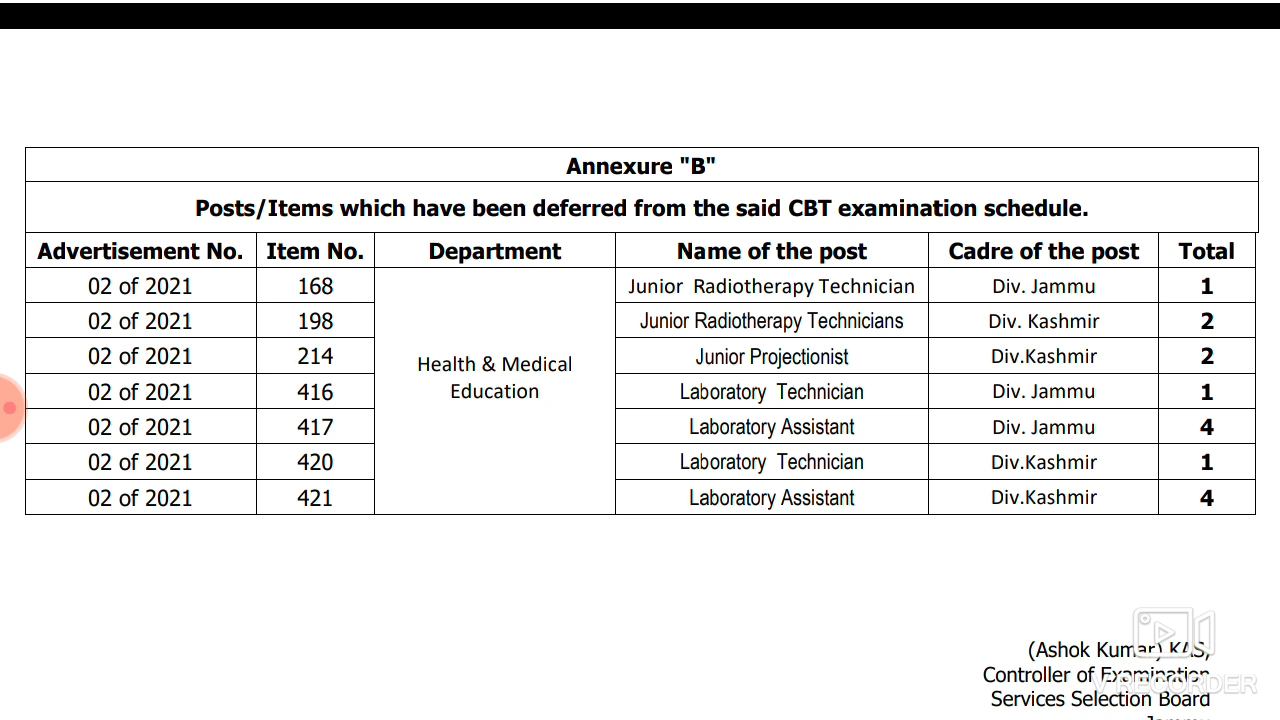 Annexure "B"
Posts/Items which have been deferred from the said CBT examination schedule.
Advertisement No. Item No. Department Name of the post Cadre of the post Total
02 of 2021 168 Junior Radiotherapy Technician Div. Jammu 1
02 of 2021 198 Junior Radiotherapy Technicians Div. Kashmir 2
02 of 2021 214 Junior Projectionist Div.Kashmir 2
Health & Medical
Education
02 of 2021 416 Laboratory Technician Div. Jammu 1
02 of 2021 417 Laboratory Assistant Div. Jammu 4
02 of 2021 420 Laboratory Technician Div.Kashmir 1
02 of 2021 421 Laboratory Assistant Div.Kashmir 4
(Ashok Kumar) KAS,
Controller of Examination
V RECORDER
Services Selection Board
Jammu